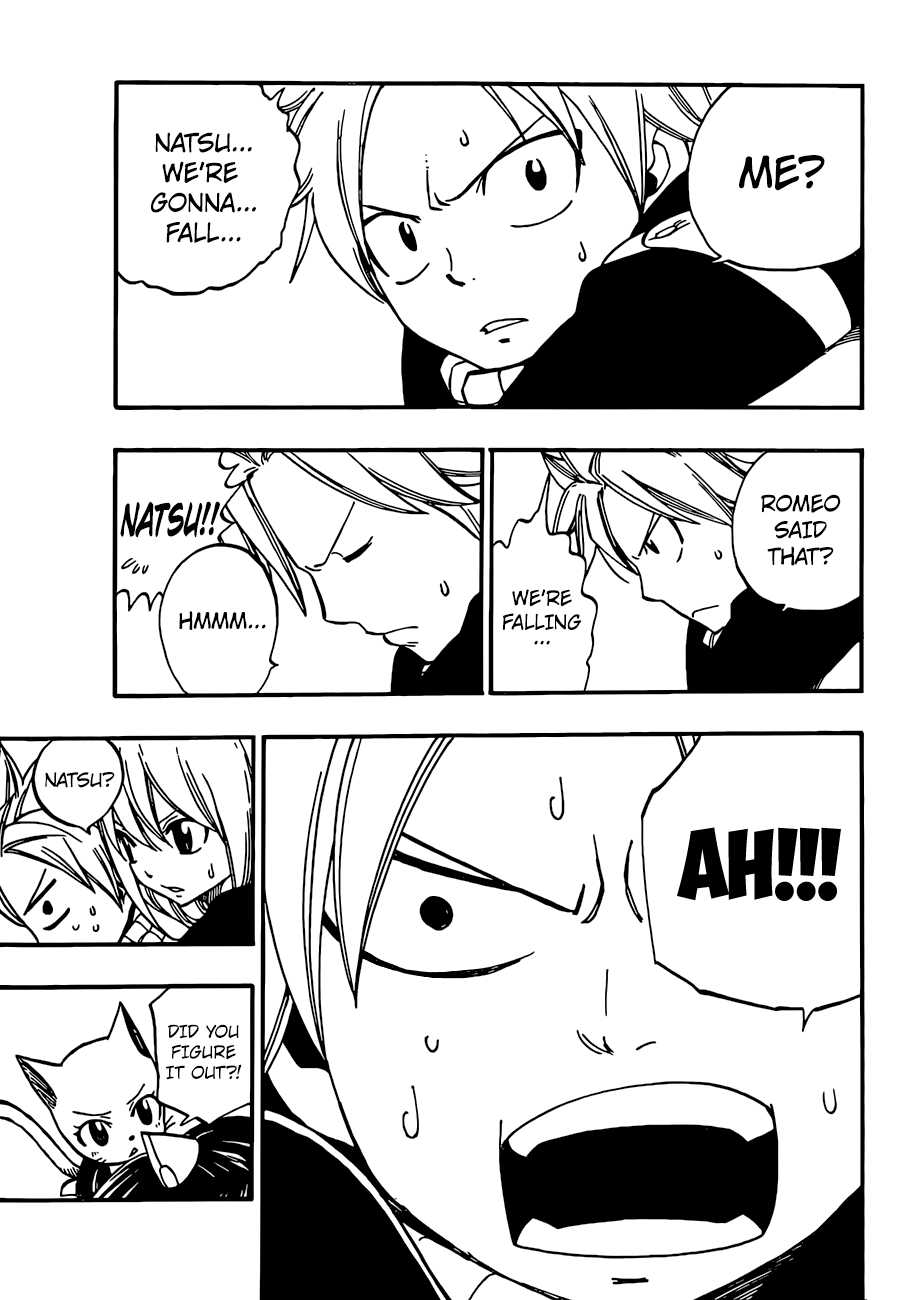 ME?
NATSU...
WE'RE
GONNA...
FALL...
ROMEO
SAID
THAT?
WE'RE
FALLING
...
NATSU!!
HMMM...
AH!!!
NATSU?
DID YOU
FIGURE
IT OUT?!